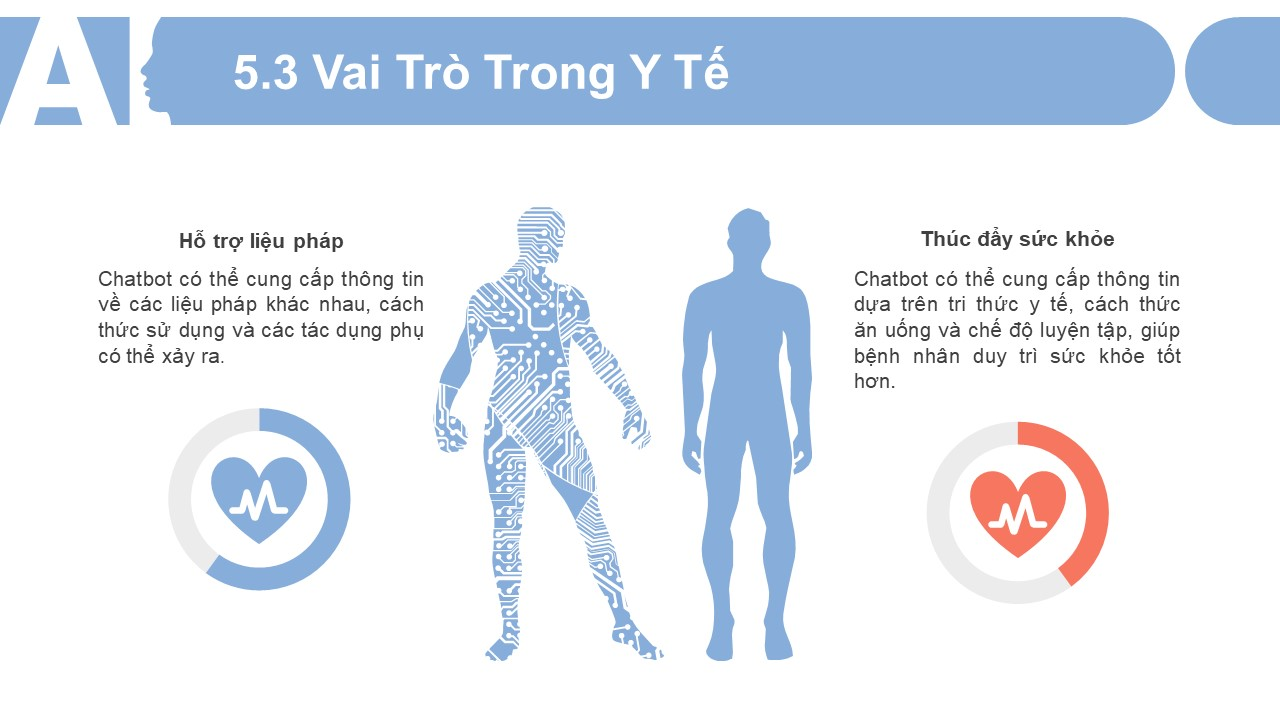 AI
5.3 Vai Trò Trong Y Tế
Hỗ trợ liệu pháp
Chatbot có thể cung cấp thông tin
về các liệu pháp khác nhau, cách
thức sử dụng và các tác dụng phụ
có thể xảy ra.
Thúc đẩy sức khỏe
Chatbot có thể cung cấp thông tin
dựa trên tri thức y tế, cách thức
ăn uống và chế độ luyện tập, giúp
bệnh nhân duy trì sức khỏe tốt
hơn.